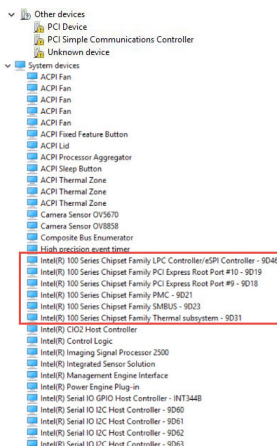 Other devices
PCI Device
PCI Simple Communications Controller
Unknown device
System devices
ACPI Fan
ACPI Fan
ACPI Fan
ACPI Fan
ACPI Fan
ACPI Fixed Feature Button
ACPI Lid
ACPI Processor Aggregator
ACPI Sleep Button
ACPI Thermal Zone
ACPI Thermal Zone
ACPI Thermal Zone
Camera Sensor OV5670
Camera Sensor OV8858
Composite Bus Enumerator
High precision event timer
Intel(R) 100 Series Chipset Family LPC Controller/eSPI Controller - 9D46
Intel(R) 100 Series Chipset Family PCI Express Root Port #10 - 9D19
Intel(R) 100 Series Chipset Family PCI Express Root Port #9 - 9D18
Intel(R) 100 Series Chipset Family PMC - 9D21
Intel(R) 100 Series Chipset Family SMBUS - 9D23
Intel(R) 100 Series Chipset Family Thermal subsystem - 9D31
Intel(R) CIO2 Host Controller
Intel(R) Control Logic
Intel(R) Imaging Signal Processor 2500
Intel(R) Integrated Sensor Solution
Intel(R) Management Engine Interface
Intel(R) Power Engine Plug-in
Intel(R) Serial IO GPIO Host Controller - INT344B
Intel(R) Serial IO I2C Host Controller - 9D60
Intel(R) Serial IO I2C Host Controller - 9D61
Intel(R) Serial IO I2C Host Controller - 9D62
Intel(R) Serial IO I2C Host Controller - 9D63